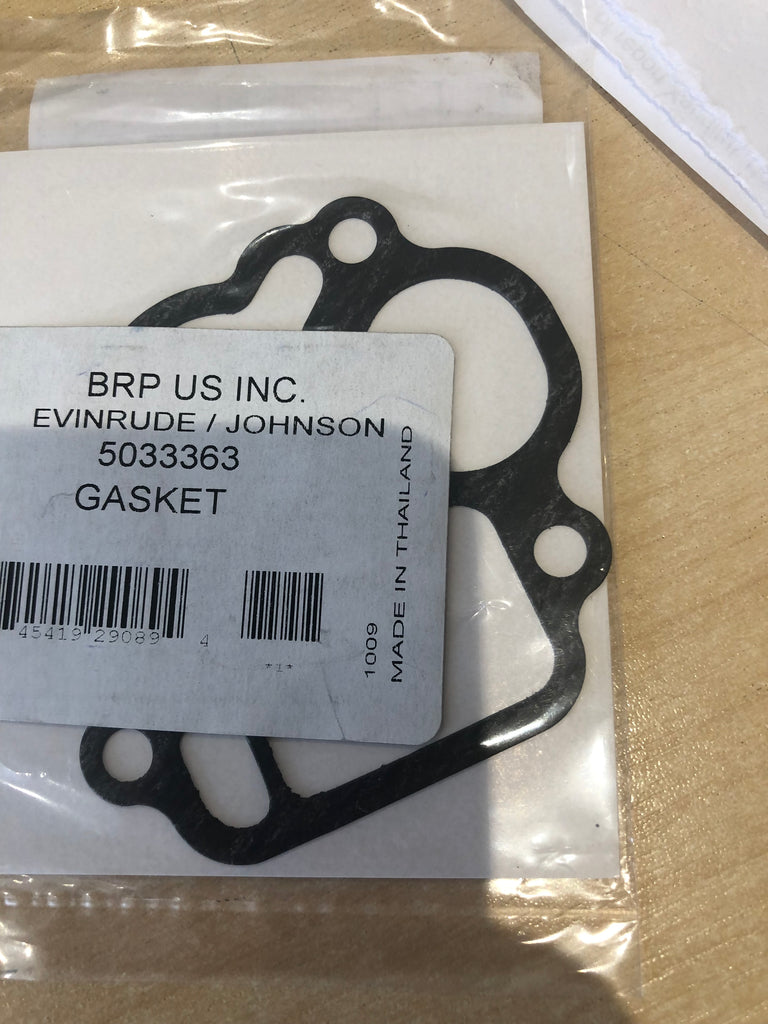 BRP US INC.
EVINRUDE / JOHNSON
5033363
GASKET
45419 29089 4
*1*
1009
MADE IN THAILAND